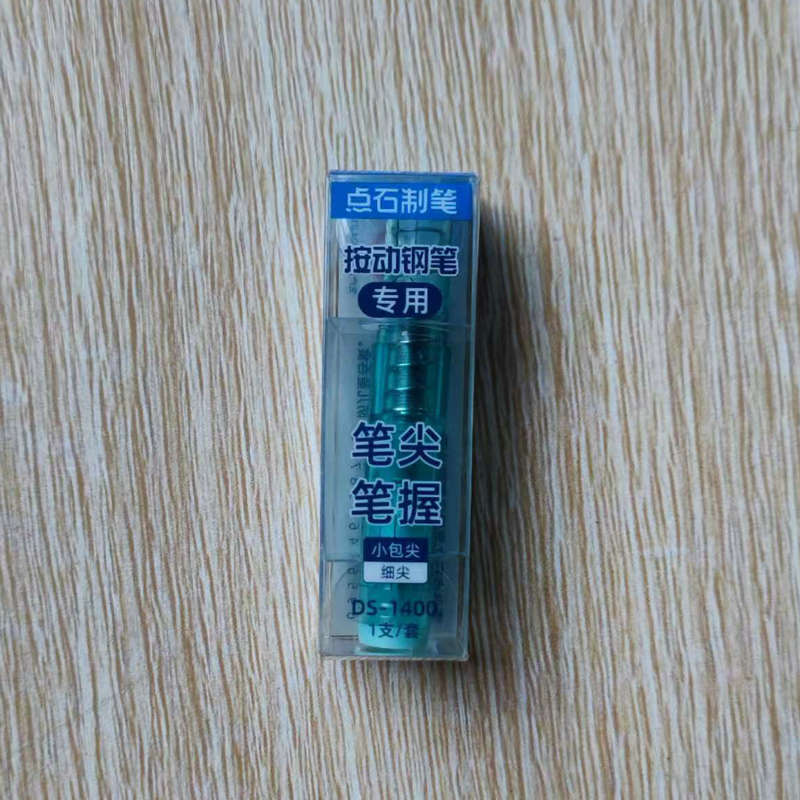 点石制笔
按动钢笔
专用
笔尖
笔握
小包尖
细尖
DS-1400
1支/套